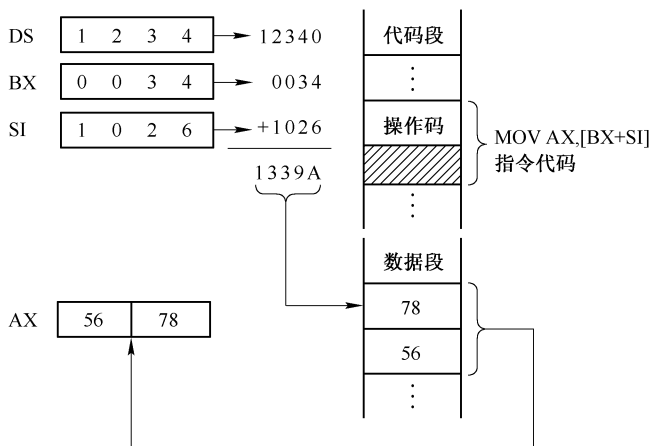 DS 1 2 3 4 12340
BX 0 0 3 4 0034
SI 1 0 2 6 +1026
1339A
代码段
⋮
操作码
⋮
MOV AX,[BX+SI]
指令代码
数据段
78
56
⋮
AX 56 78